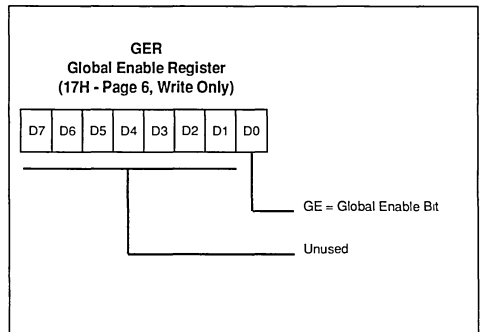 GER
Global Enable Register
(17H - Page 6, Write Only)
D7 D6 D5 D4 D3 D2 D1 D0
GE = Global Enable Bit
Unused